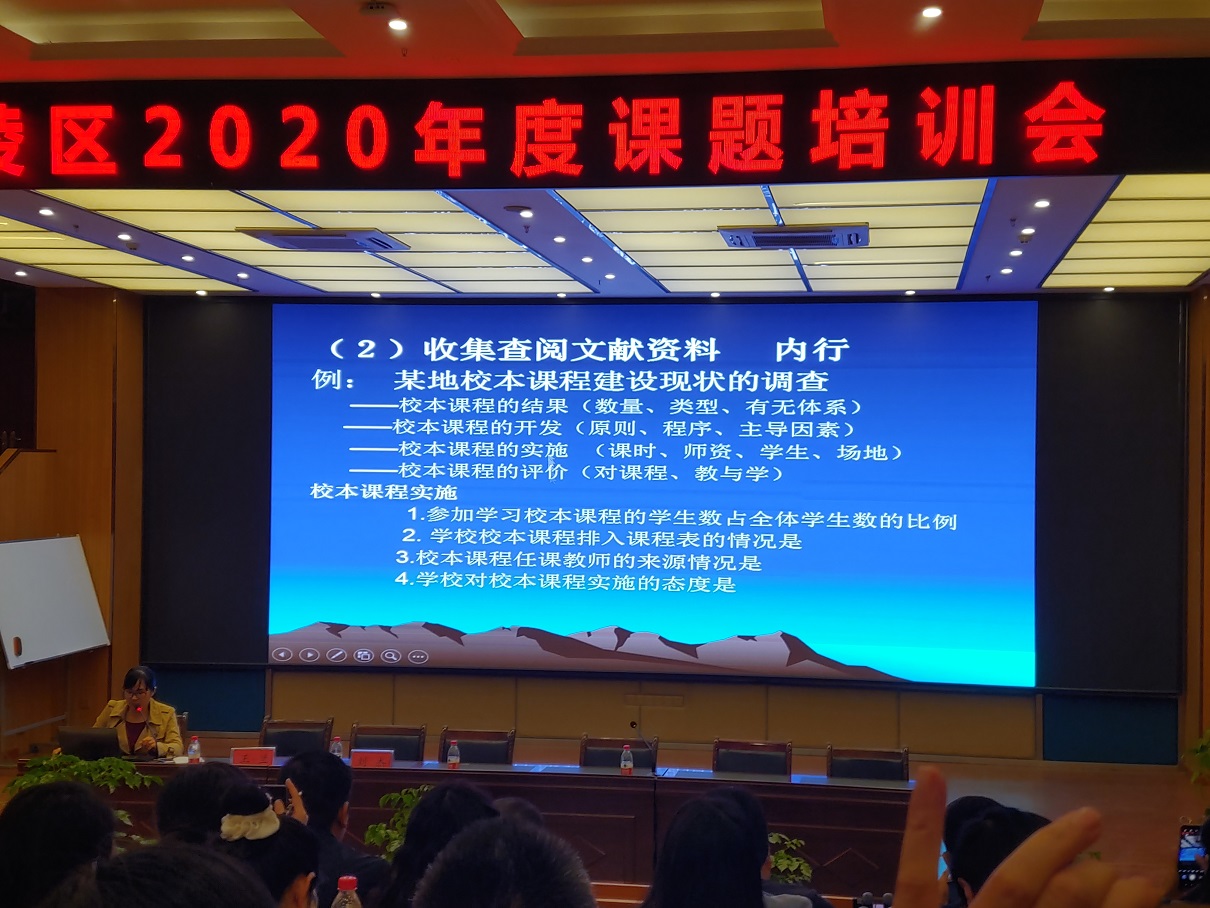 区2020年度课题培训会
（2）收集查阅文献资料 内行
例： 某地校本课程建设现状的调查
——校本课程的结果（数量、类型、有无体系）
——校本课程的开发（原则、程序、主导因素）
——校本课程的实施 （课时、师资、学生、场地）
——校本课程的评价（对课程、教与学）
校本课程实施
1.参加学习校本课程的学生数占全体学生数的比例
2. 学校校本课程排入课程表的情况是
3.校本课程任课教师的来源情况是
4.学校对校本课程实施的态度是